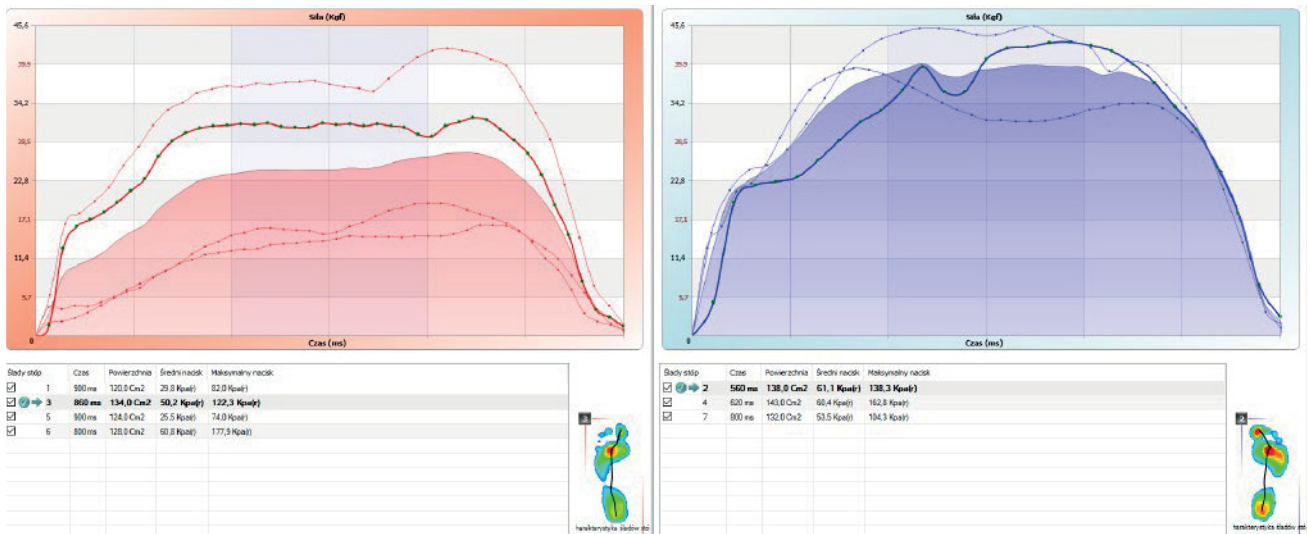 Siła (Kgf)
45,6
39,9
34,2
28,5
22,8
17,1
11,4
5,7
0
Czas (ms)
Ślady stóp Czas Powierzchnia Średni nacisk Maksymalny nacisk
1 900 ms 120,0 Cm2 29,8 Kpa(r) 82,0 Kpa(r)
3 860 ms 134,0 Cm2 50,2 Kpa(r) 122,3 Kpa(r)
5 900 ms 124,0 Cm2 25,5 Kpa(r) 74,0 Kpa(r)
6 800 ms 128,0 Cm2 60,8 Kpa(r) 177,9 Kpa(r)
3
harakterystyka śladów stó
Siła (Kgf)
45,6
39,9
34,2
28,5
22,8
17,1
11,4
5,7
0
Czas (ms)
Ślady stóp Czas Powierzchnia Średni nacisk Maksymalny nacisk
2 560 ms 138,0 Cm2 61,1 Kpa(r) 138,3 Kpa(r)
4 620 ms 143,0 Cm2 60,4 Kpa(r) 162,8 Kpa(r)
7 800 ms 132,0 Cm2 53,5 Kpa(r) 104,3 Kpa(r)
2
harakterystyka śladów stó